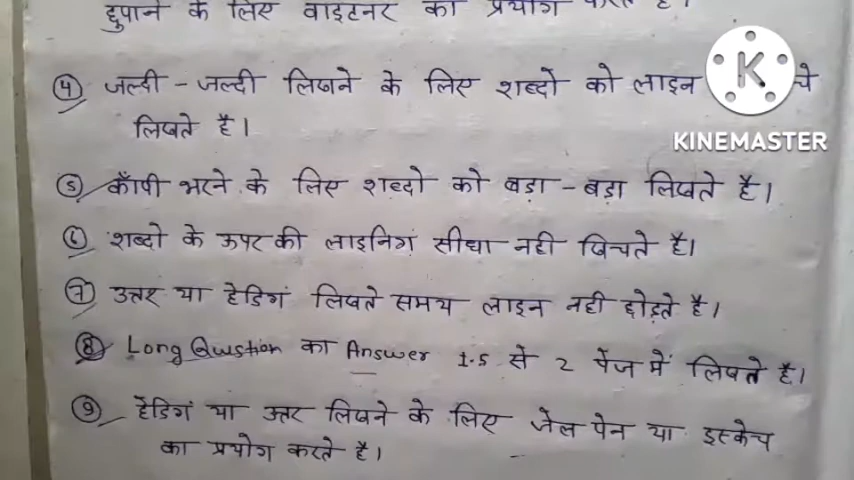 छुपाने के लिए वाइटनर का प्रयोग करते है।
④ जल्दी - जल्दी लिखने के लिए शब्दो को लाइन
लिखते है।
⑤ काँपी भरने के लिए शब्दो को बड़ा - बड़ा लिखते है।
⑥ शब्दो के ऊपर की लाइनिगं सीधा नही खिचते है।
⑦ उत्तर या हेडिगं लिखते समय लाइन नही छोड़ते है।
⑧ Long Qustion का Answer 1.5 से 2 पेज में लिखते है।
⑨ हेडिगं या उत्तर लिखने के लिए जेल पेन या इस्केच
का प्रयोग करते है।
K
KINEMASTER